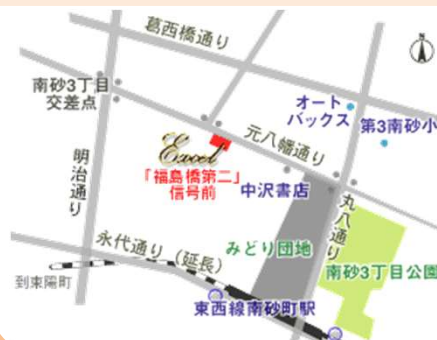 葛西橋通り
南砂3丁目
交差点
オート
バックス
第3南砂小
元八幡通り
Excel
明治通り
「福島橋第二」
信号前
中沢書店
丸八通り
永代通り（延長）
みどり団地
南砂3丁目公園
到東陽町
東西線南砂町駅